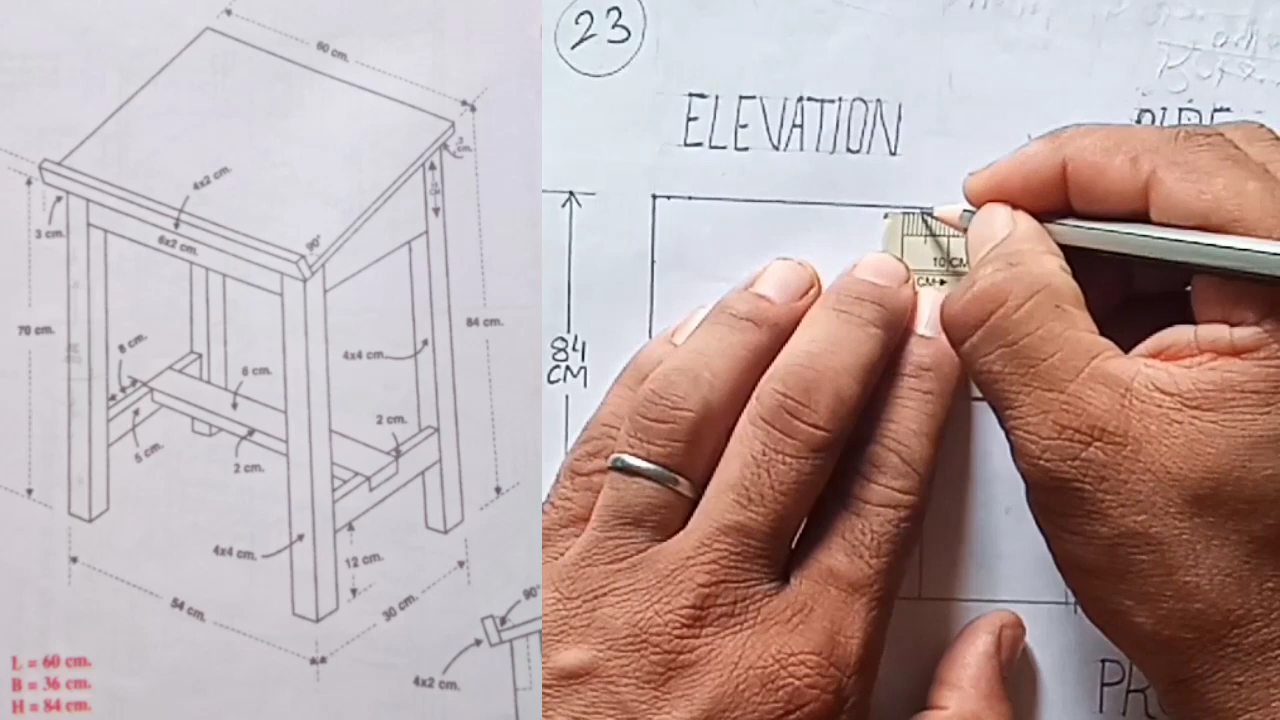 60 cm.
4x2 cm.
90°
3 cm.
6x2 cm.
70 cm.
84 cm.
8 cm.
4x4 cm.
6 cm.
2 cm.
5 cm.
2 cm.
4x4 cm.
12 cm.
54 cm.
30 cm.
90°
4x2 cm.
L = 60 cm.
B = 36 cm.
H = 84 cm.
23
ELEVATION
10 CM
CM
84
CM